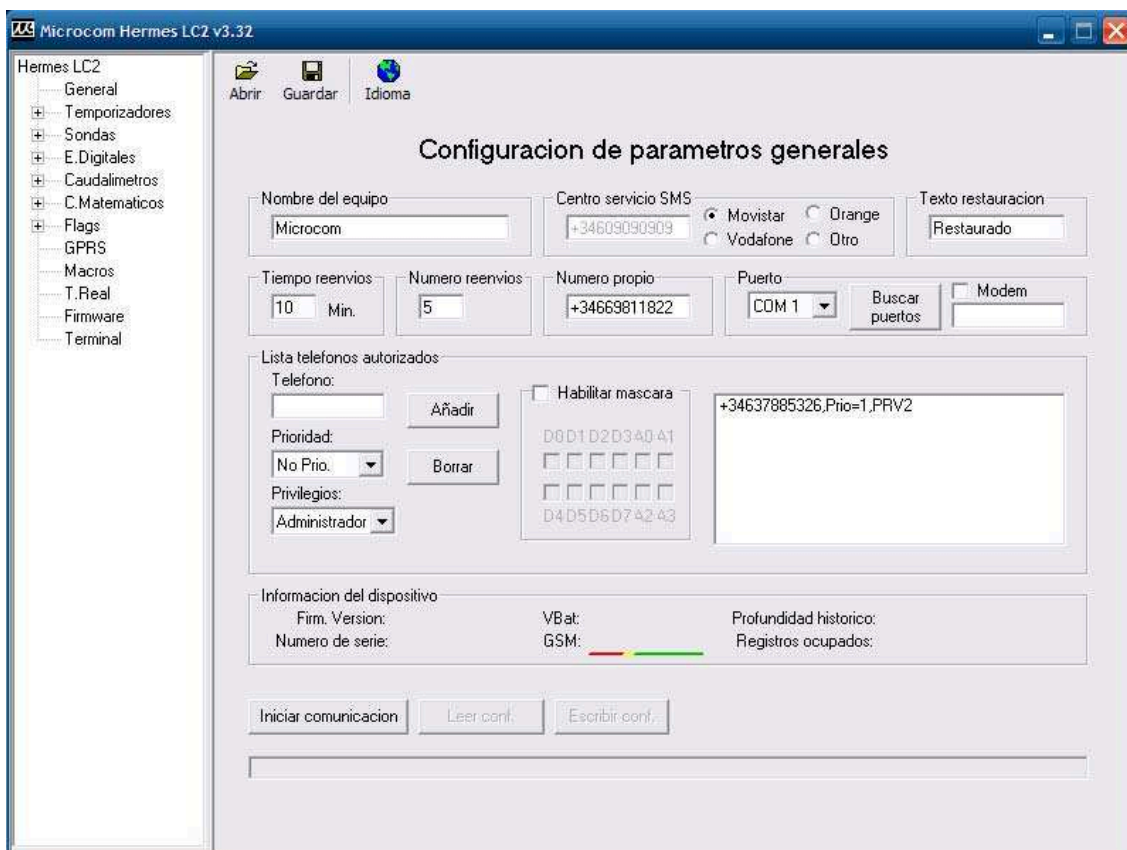 Microcom Hermes LC2 v3.32
Hermes LC2
General
Temporizadores
Sondas
E.Digitales
Caudalimetros
C.Matematicos
Flags
GPRS
Macros
T.Real
Firmware
Terminal
Abrir Guardar Idioma
Configuracion de parametros generales
Nombre del equipo
Microcom
Centro servicio SMS
+34609090909
Movistar Orange
Vodafone Otro
Texto restauracion
Restaurado
Tiempo reenvios
10 Min.
Numero reenvios
5
Numero propio
+34669811822
Puerto
COM 1
Buscar
puertos
Modem
Lista telefonos autorizados
Telefono:
Añadir
Prioridad:
No Prio.
Borrar
Privilegios:
Administrador
Habilitar mascara
D0 D1 D2 D3 A0 A1
D4 D5 D6 D7 A2 A3
+34637885326,Prio=1,PRV2
Informacion del dispositivo
Firm. Version: VBat: Profundidad historico:
Numero de serie: GSM: Registros ocupados:
Iniciar comunicacion Leer conf. Escribir conf.